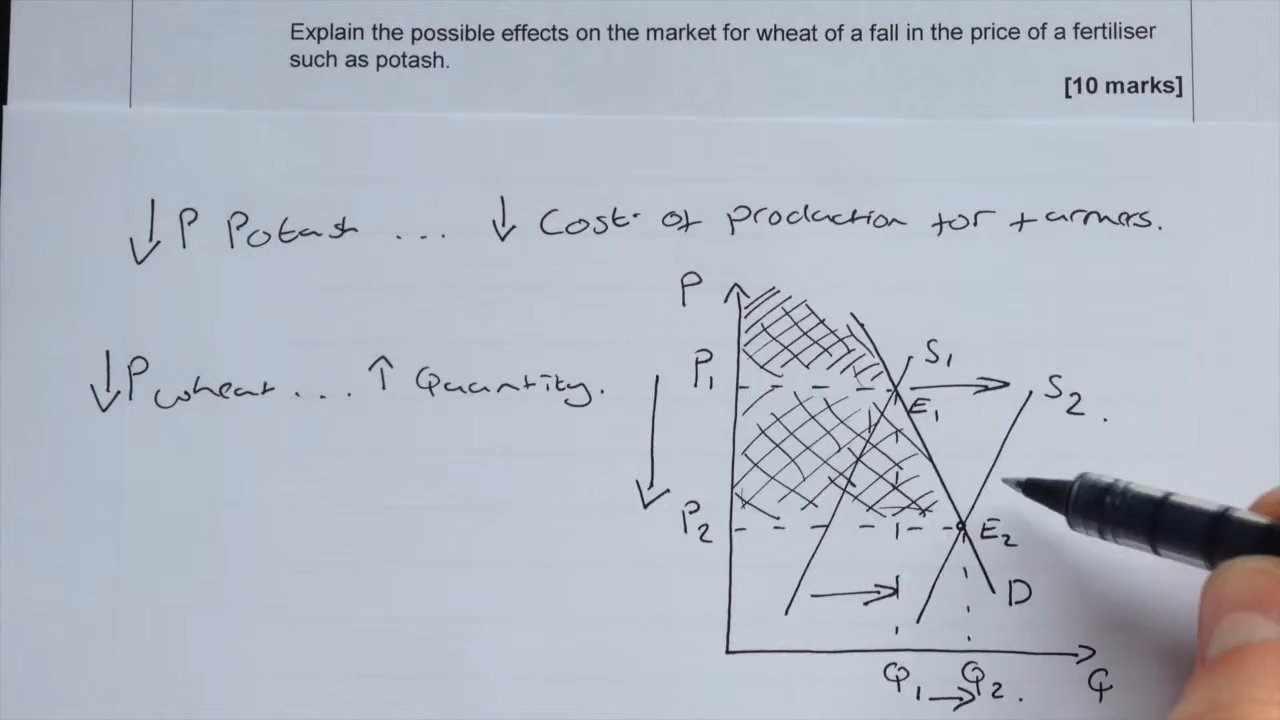 Explain the possible effects on the market for wheat of a fall in the price of a fertiliser
such as potash.
[10 marks]
↓ P Potash ... ↓ Cost of production for farmers.
P
↓ P wheat ... ↑ Quantity.
P₁
S₁
S₂.
E₁
P₂
E₂
D
Q₁ → Q₂.
Q